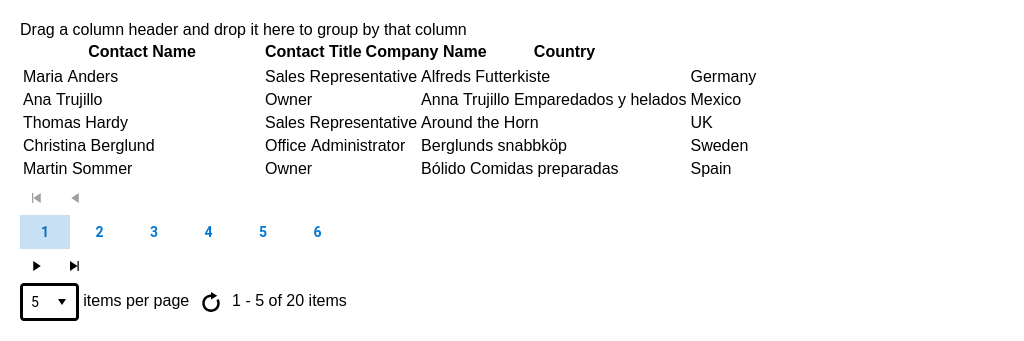 Drag a column header and drop it here to group by that column
Contact Name Contact Title Company Name Country
Maria Anders Sales Representative Alfreds Futterkiste Germany
Ana Trujillo Owner Anna Trujillo Emparedados y helados Mexico
Thomas Hardy Sales Representative Around the Horn UK
Christina Berglund Office Administrator Berglunds snabbköp Sweden
Martin Sommer Owner Bólido Comidas preparadas Spain
1 2 3 4 5 6
5 items per page 1 - 5 of 20 items